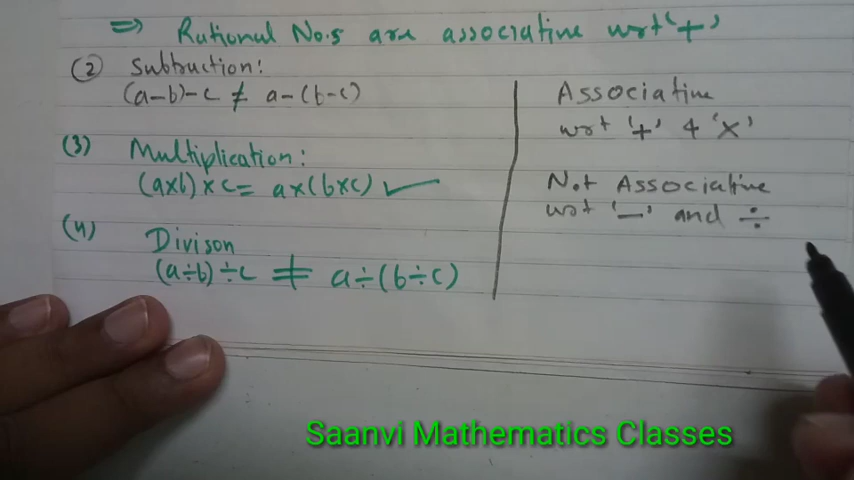 ⇒ Rational No.s are associative wrt '+'
(2) Subtruction:
(a-b)-c ≠ a-(b-c)
(3) Multiplication:
(a×b)×c = a×(b×c) ✓
(4) Divison
(a÷b)÷c ≠ a÷(b÷c)
Associative
wrt '+' & '×'
Not Associative
wrt '-' and ÷
Saanvi Mathematics Classes